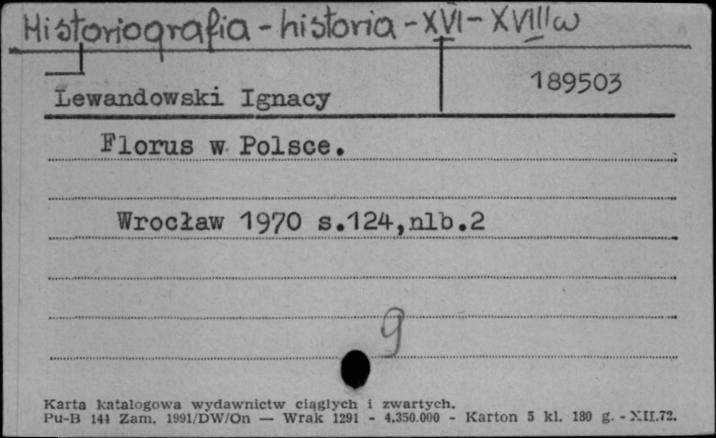 Historiografia - historia - XVI - XVIII w
189503
Lewandowski Ignacy
Florus w Polsce.
Wrocław 1970 s.124,nlb.2
9
Karta katalogowa wydawnictw ciągłych i zwartych.
Pu-B 144 Zam. 1991/DW/On — Wrak 1291 - 4.350.000 - Karton 5 kl. 180 g. - XII.72.